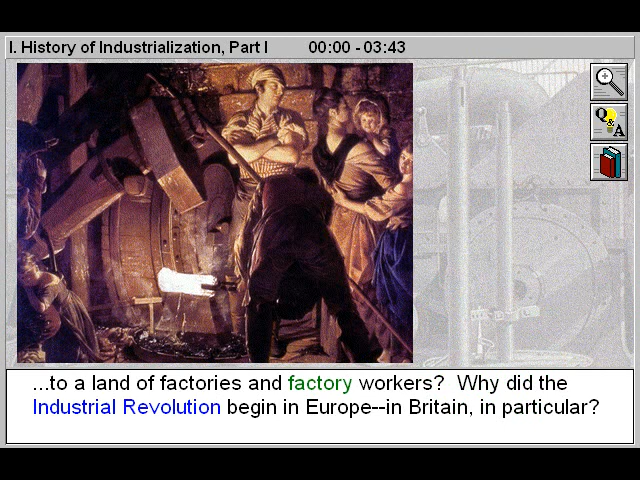 I. History of Industrialization, Part I 00:00 - 03:43
Q&A
...to a land of factories and factory workers? Why did the
Industrial Revolution begin in Europe--in Britain, in particular?